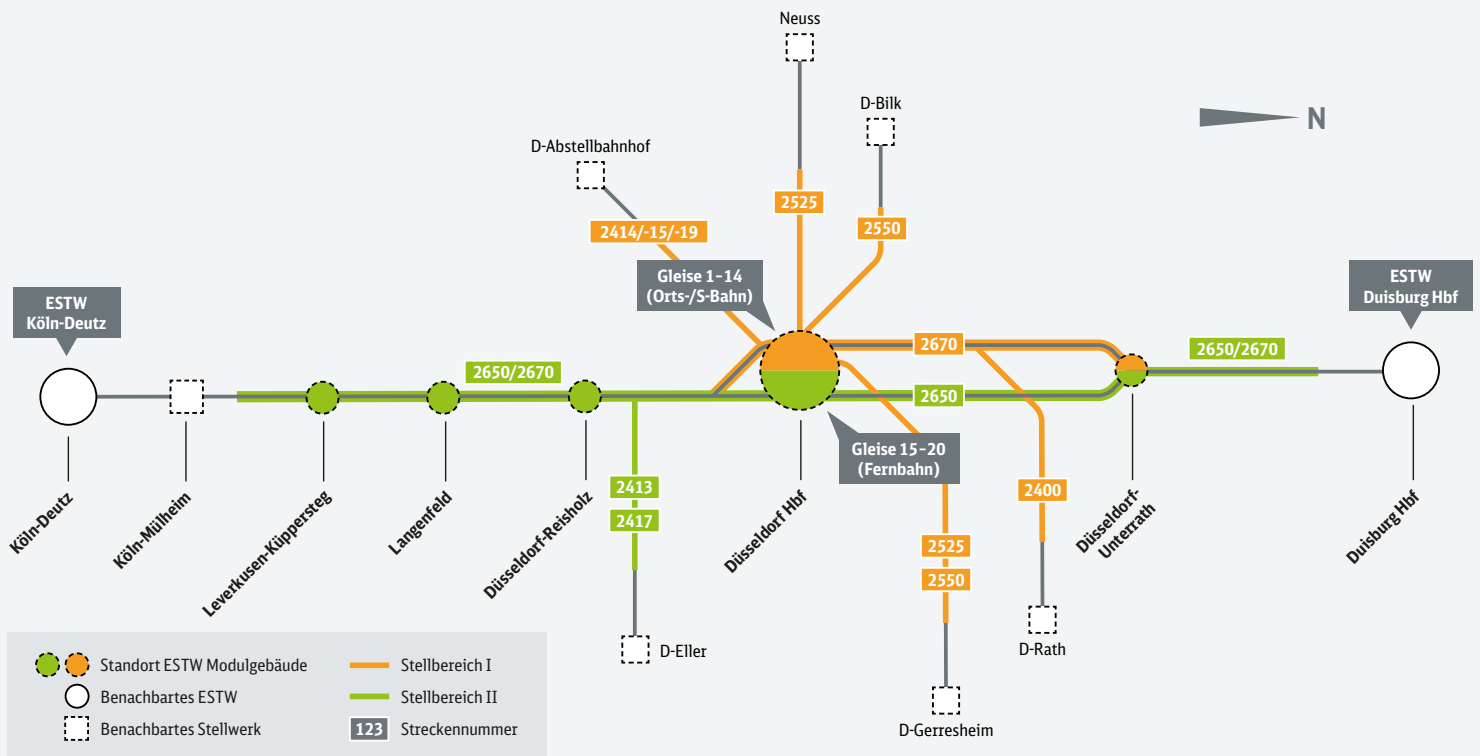 Neuss
D-Bilk
N
D-Abstellbahnhof
2525
2550
2414/-15/-19
Gleise 1–14
(Orts-/S-Bahn)
ESTW
Köln-Deutz
ESTW
Duisburg Hbf
2670
2650/2670
2650/2670
2650
Gleise 15–20
(Fernbahn)
2413
2417
2400
2525
2550
Köln-Deutz
Köln-Mülheim
Leverkusen-Küppersteg
Langenfeld
Düsseldorf-Reisholz
Düsseldorf Hbf
Düsseldorf-
Unterrath
Duisburg Hbf
D-Eller
D-Rath
D-Gerresheim
Standort ESTW Modulgebäude
Benachbartes ESTW
Benachbartes Stellwerk
Stellbereich I
Stellbereich II
123 Streckennummer